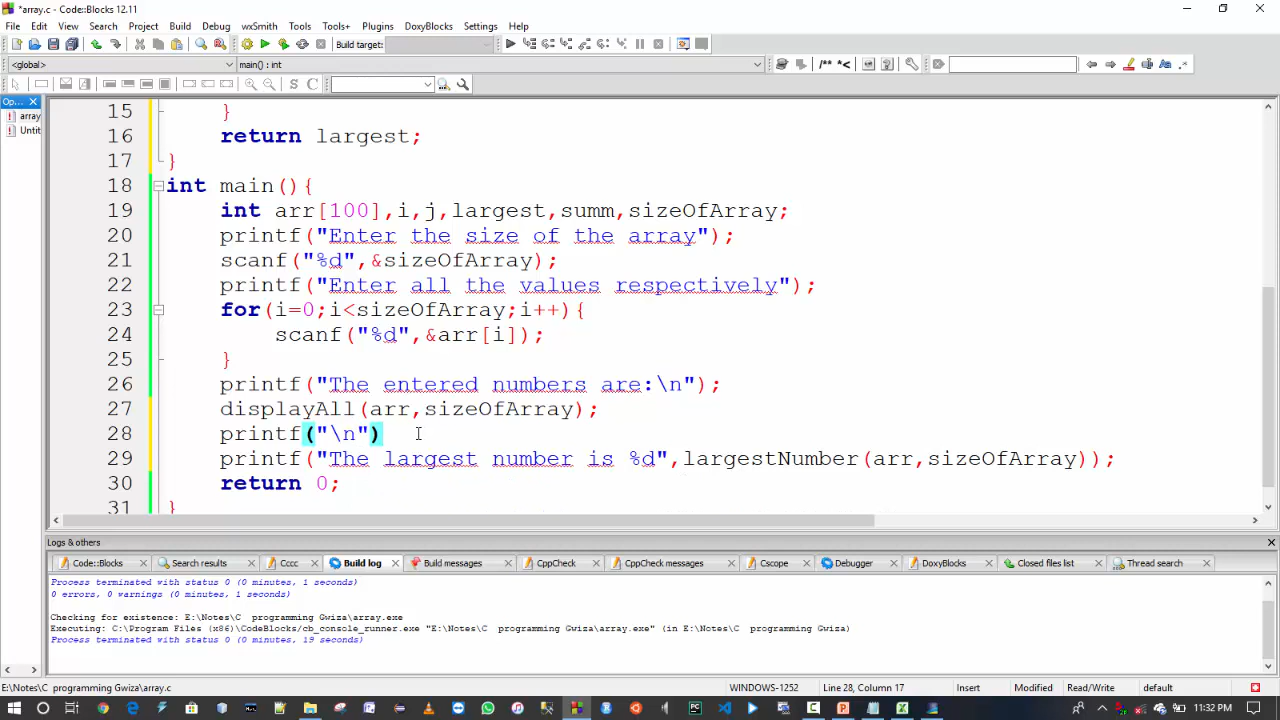 *array.c - Code::Blocks 12.11
File Edit View Search Project Build Debug wxSmith Tools Tools+ Plugins DoxyBlocks Settings Help
Build target:
<global> main() : int /** *<
S C
Op...
array
Untit
15 }
16 return largest;
17 }
18 int main(){
19 int arr[100],i,j,largest,summ,sizeOfArray;
20 printf("Enter the size of the array");
21 scanf("%d",&sizeOfArray);
22 printf("Enter all the values respectively");
23 for(i=0;i<sizeOfArray;i++){
24 scanf("%d",&arr[i]);
25 }
26 printf("The entered numbers are:\n");
27 displayAll(arr,sizeOfArray);
28 printf("\n")
29 printf("The largest number is %d",largestNumber(arr,sizeOfArray));
30 return 0;
31 }
Logs & others
Code::Blocks Search results Cccc Build log Build messages CppCheck CppCheck messages Cscope Debugger DoxyBlocks Closed files list Thread search
Process terminated with status 0 (0 minutes, 1 seconds)
0 errors, 0 warnings (0 minutes, 1 seconds)
Checking for existence: E:\Notes\C  programming Gwiza\array.exe
Executing: C:\Program Files (x86)\CodeBlocks/cb_console_runner.exe "E:\Notes\C  programming Gwiza\array.exe" (in E:\Notes\C  programming Gwiza)
Process terminated with status 0 (0 minutes, 19 seconds)
E:\Notes\C  programming Gwiza\array.c WINDOWS-1252 Line 28, Column 17 Insert Modified Read/Write default
11:32 PM